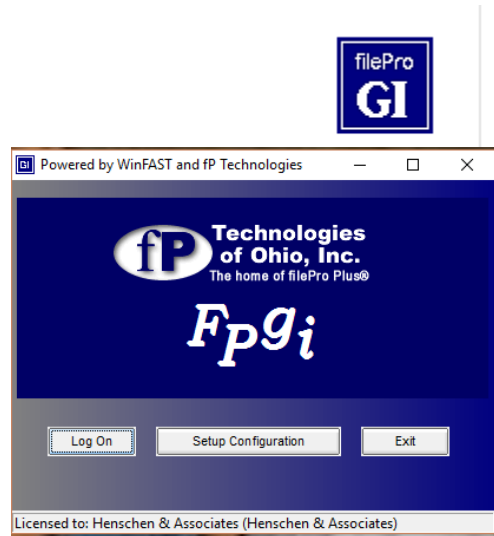 filePro
GI
GI Powered by WinFAST and fP Technologies
fP
Technologies
of Ohio, Inc.
The home of filePro Plus®
Fpgi
Log On Setup Configuration Exit
Licensed to: Henschen & Associates (Henschen & Associates)